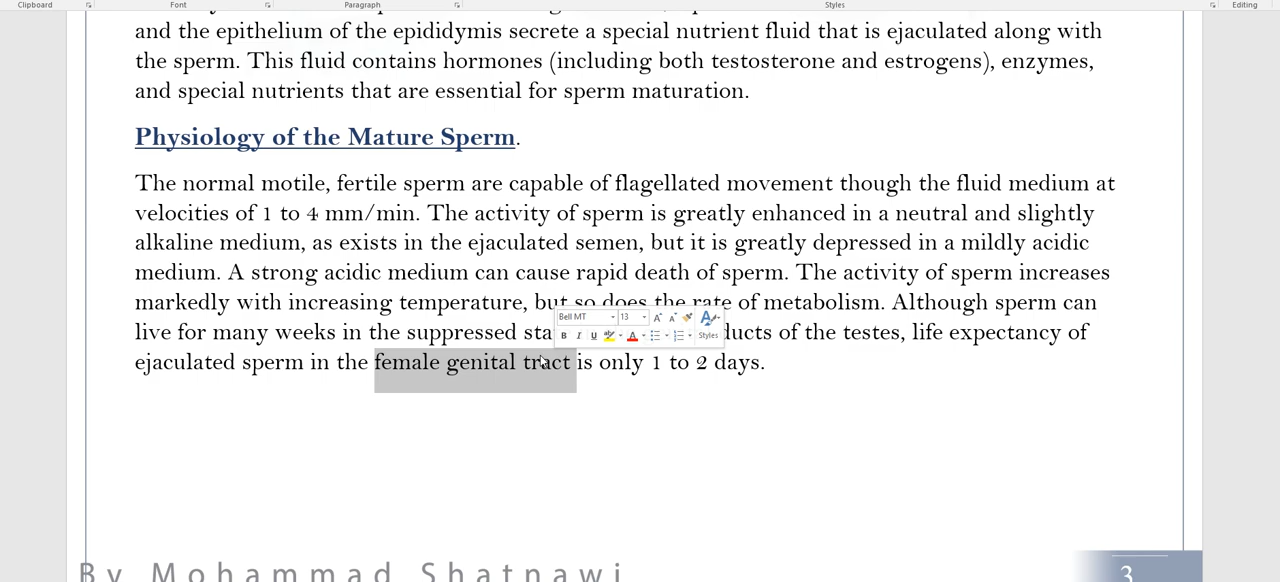 Clipboard Font Paragraph Styles Editing
and the epithelium of the epididymis secrete a special nutrient fluid that is ejaculated along with
the sperm. This fluid contains hormones (including both testosterone and estrogens), enzymes,
and special nutrients that are essential for sperm maturation.
Physiology of the Mature Sperm.
The normal motile, fertile sperm are capable of flagellated movement though the fluid medium at
velocities of 1 to 4 mm/min. The activity of sperm is greatly enhanced in a neutral and slightly
alkaline medium, as exists in the ejaculated semen, but it is greatly depressed in a mildly acidic
medium. A strong acidic medium can cause rapid death of sperm. The activity of sperm increases
markedly with increasing temperature, but so does the rate of metabolism. Although sperm can
Bell MT 13
live for many weeks in the suppressed sta ducts of the testes, life expectancy of
B I U ab A Styles
ejaculated sperm in the female genital tract is only 1 to 2 days.
By Mohammad Shatnawi 3